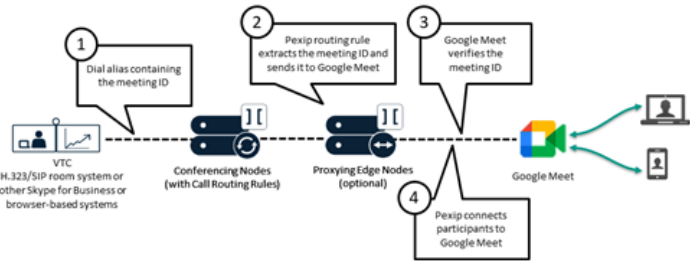 1
Dial alias containing
the meeting ID
2
Pexip routing rule
extracts the meeting ID and
sends it to Google Meet
3
Google Meet
verifies the
meeting ID
VTC
H.323/SIP room system or
other Skype for Business or
browser-based systems
Conferencing Nodes
(with Call Routing Rules)
Proxying Edge Nodes
(optional)
Google Meet
4
Pexip connects
participants to
Google Meet